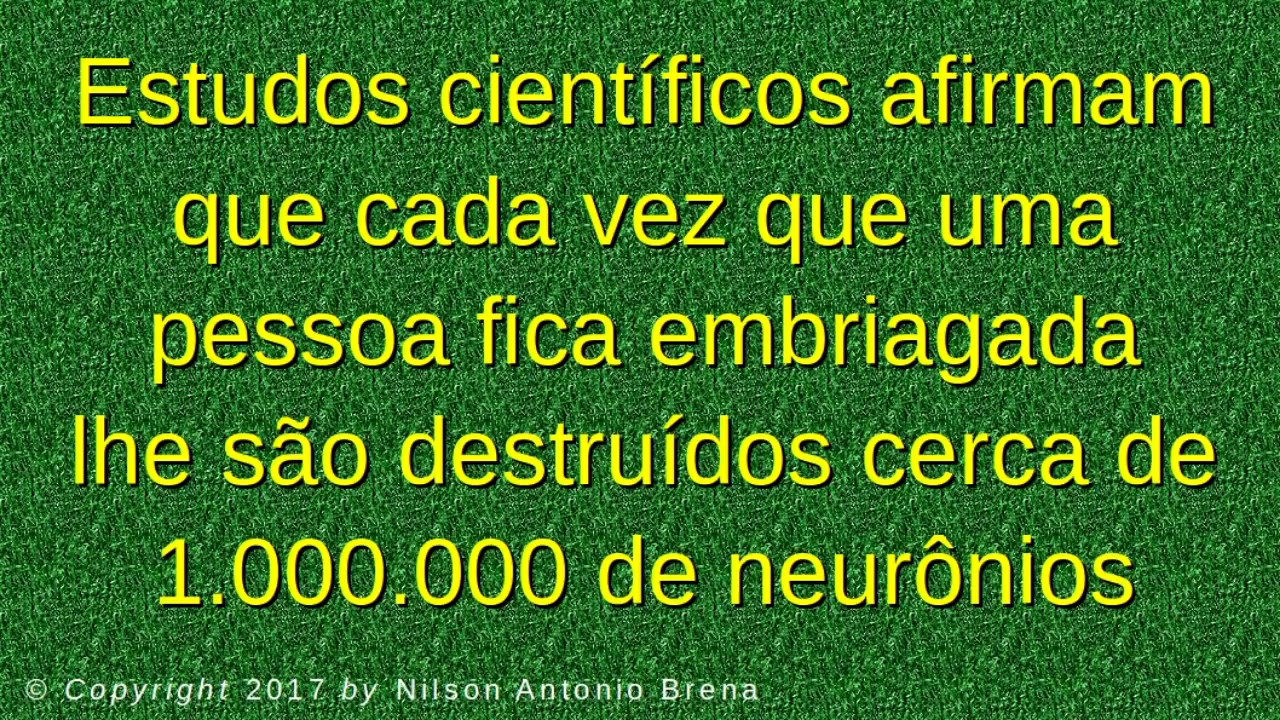 Estudos científicos afirmam
que cada vez que uma
pessoa fica embriagada
lhe são destruídos cerca de
1.000.000 de neurônios
© Copyright 2017 by Nilson Antonio Brena